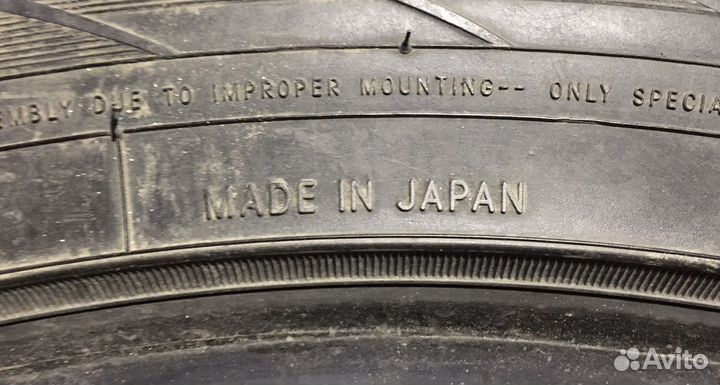 EMBLY DUE TO IMPROPER MOUNTING-- ONLY SPECIA
MADE IN JAPAN
Avito